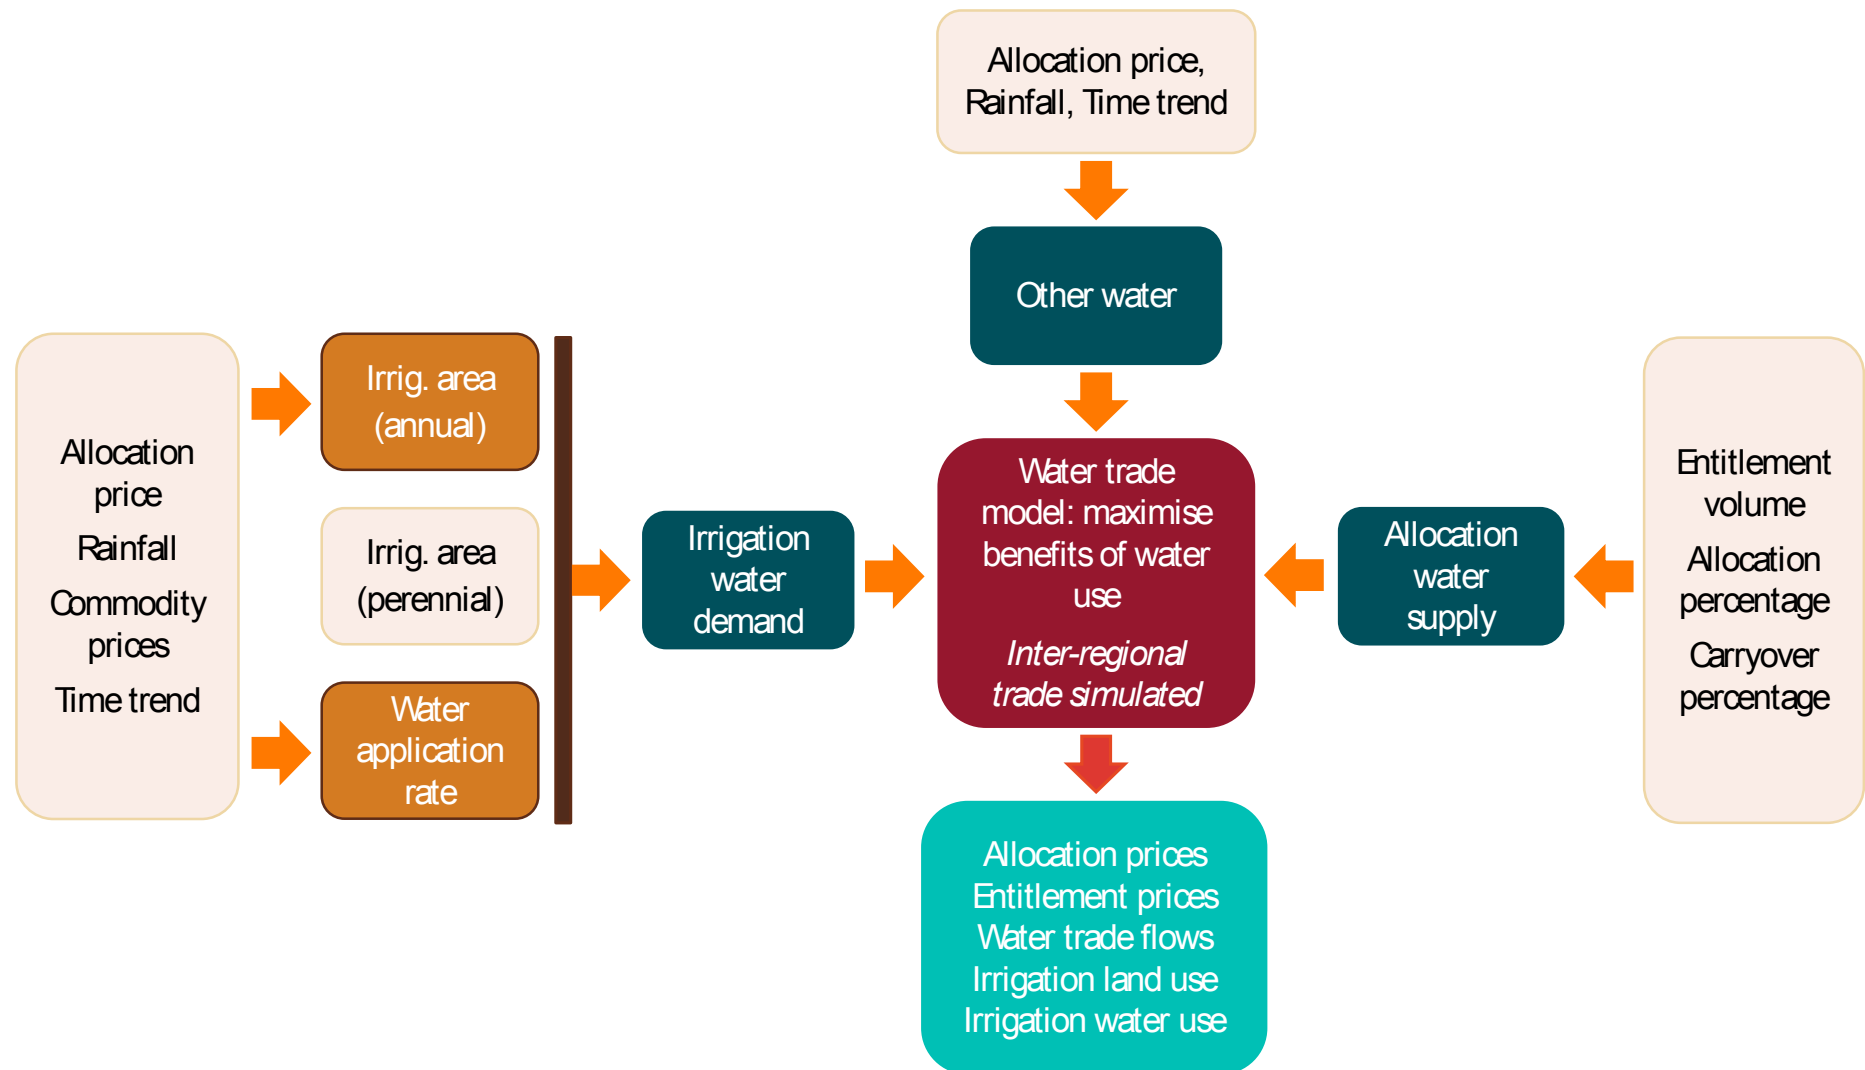 Allocation price,
Rainfall, Time trend
Other water
Allocation
price
Rainfall
Commodity
prices
Time trend
Irrig. area
(annual)
Irrig. area
(perennial)
Water
application
rate
Irrigation
water
demand
Water trade
model: maximise
benefits of water
use
Inter-regional
trade simulated
Allocation
water
supply
Entitlement
volume
Allocation
percentage
Carryover
percentage
Allocation prices
Entitlement prices
Water trade flows
Irrigation land use
Irrigation water use